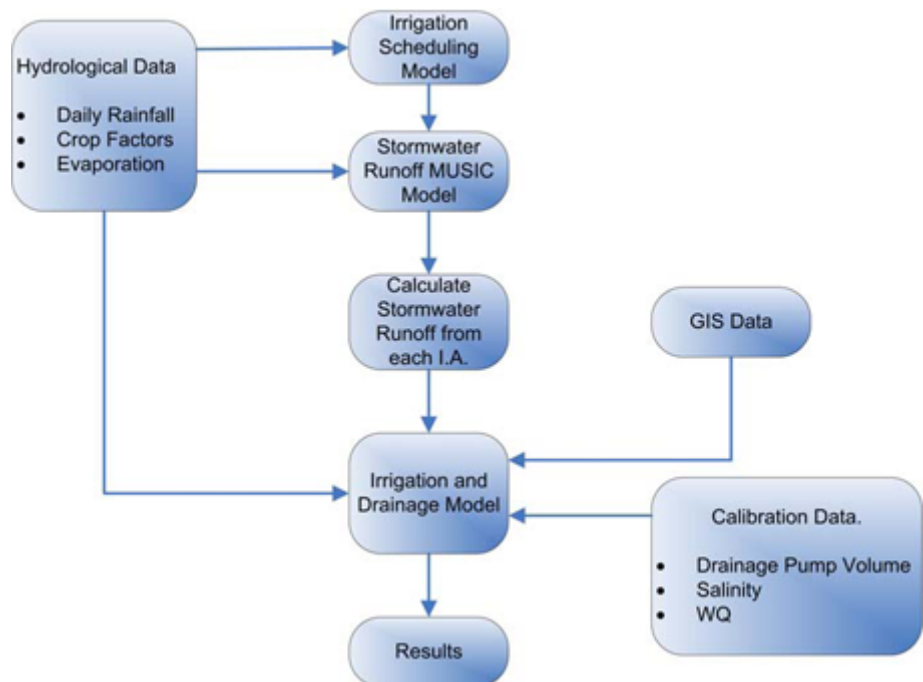 Hydrological Data
• Daily Rainfall
• Crop Factors
• Evaporation
Irrigation
Scheduling
Model
Stormwater
Runoff MUSIC
Model
Calculate
Stormwater
Runoff from
each I.A.
GIS Data
Irrigation and
Drainage Model
Calibration Data.
• Drainage Pump Volume
• Salinity
• WQ
Results